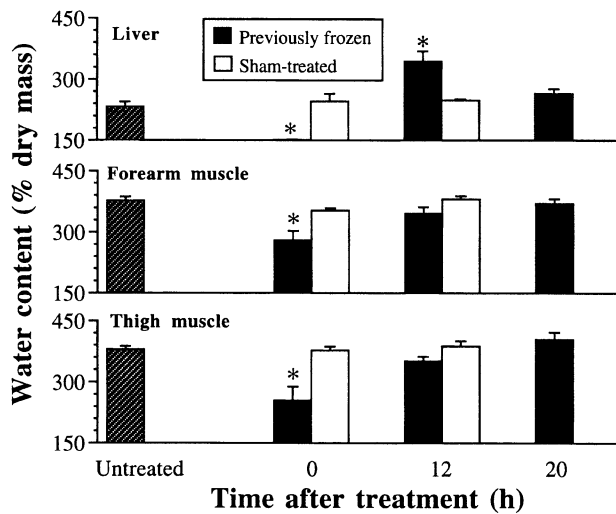 Water content (% dry mass)
Liver
Previously frozen
Sham-treated
450
300
150
*
*
Forearm muscle
450
300
150
*
Thigh muscle
450
300
150
*
Untreated 0 12 20
Time after treatment (h)